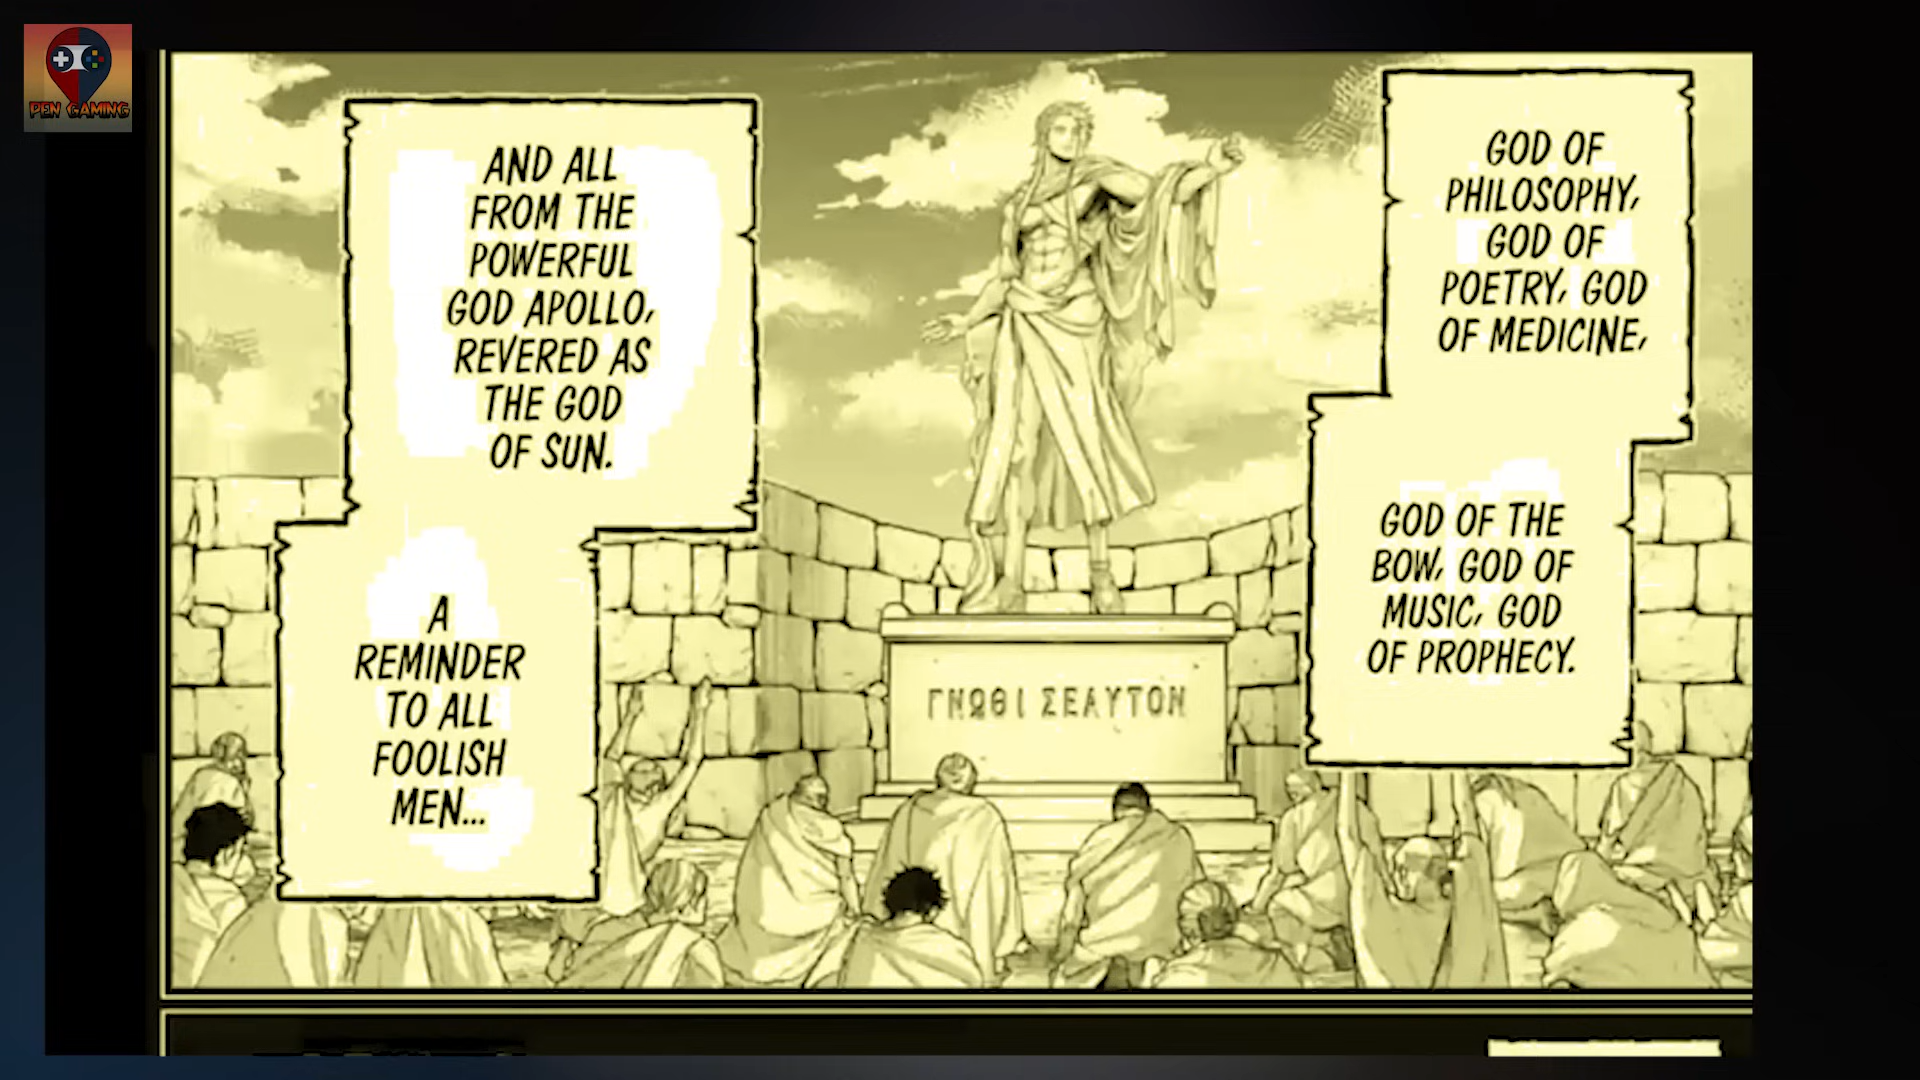 PEN GAMING
GOD OF
PHILOSOPHY,
GOD OF
POETRY, GOD
OF MEDICINE,
GOD OF THE
BOW, GOD OF
MUSIC, GOD
OF PROPHECY.
AND ALL
FROM THE
POWERFUL
GOD APOLLO,
REVERED AS
THE GOD
OF SUN.
A
REMINDER
TO ALL
FOOLISH
MEN...
ΓΝΩΘΙ ΣΕΑΥΤΟΝ